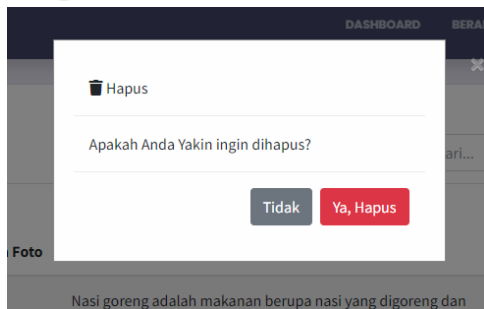 DASHBOARD
Hapus
Apakah Anda Yakin ingin dihapus?
ari...
Tidak
Ya, Hapus
Foto
Nasi goreng adalah makanan berupa nasi yang digoreng dan